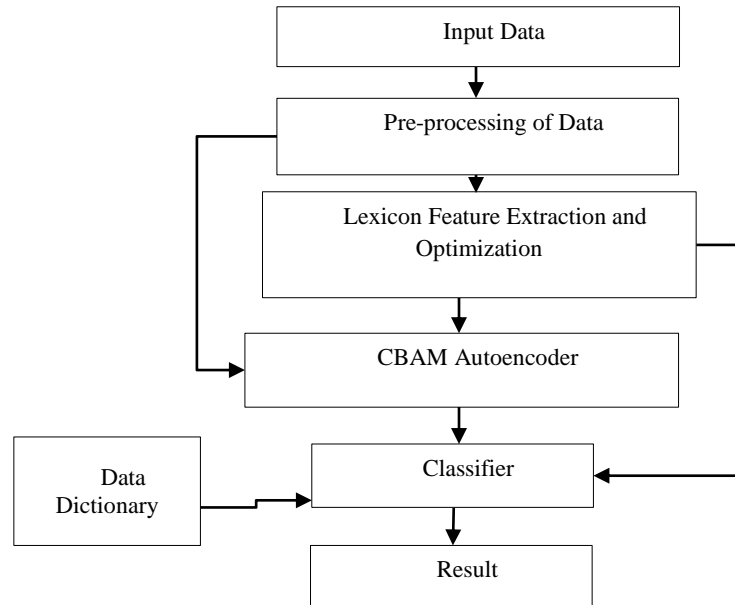 Input Data
Pre-processing of Data
Lexicon Feature Extraction and
Optimization
CBAM Autoencoder
Data
Dictionary
Classifier
Result